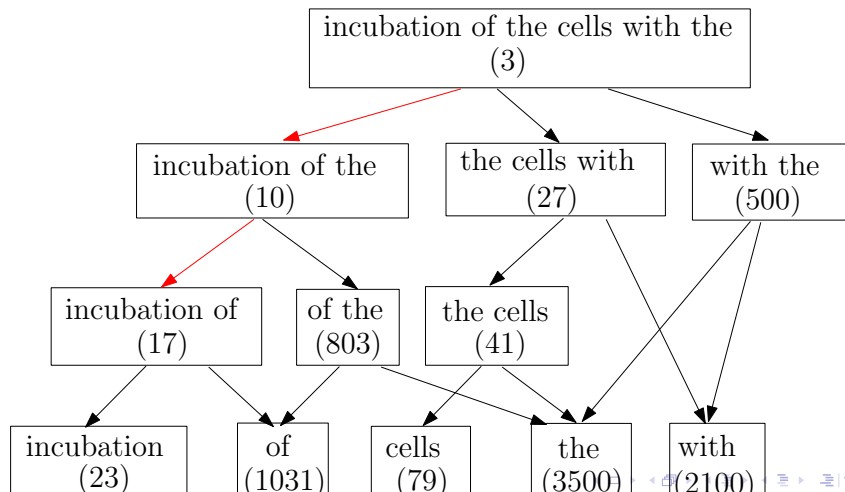 incubation of the cells with the
(3)
incubation of the
(10)
the cells with
(27)
with the
(500)
incubation of
(17)
of the
(803)
the cells
(41)
incubation
(23)
of
(1031)
cells
(79)
the
(3500)
with
(2100)